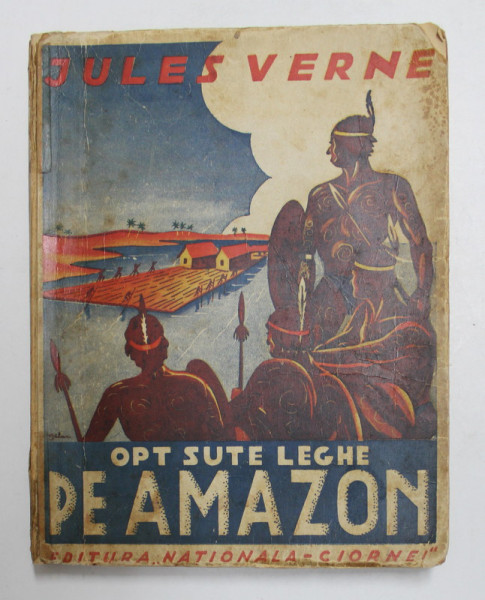 JULES VERNE
OPT SUTE LEGHE
PE AMAZON
EDITURA „NATIONALA-CIORNEI"